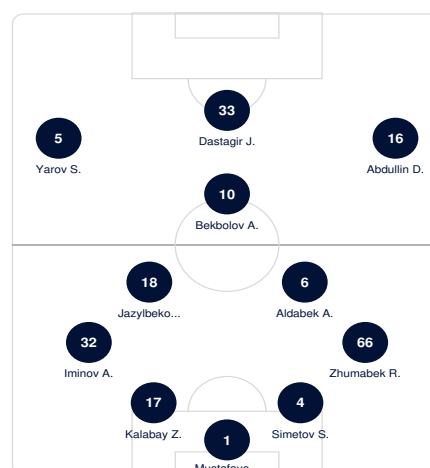 33
Dastagir J.
5
Yarov S.
16
Abdullin D.
10
Bekbolov A.
18
Jazylbeko...
6
Aldabek A.
32
Iminov A.
66
Zhumabek R.
17
Kalabay Z.
4
Simetov S.
1